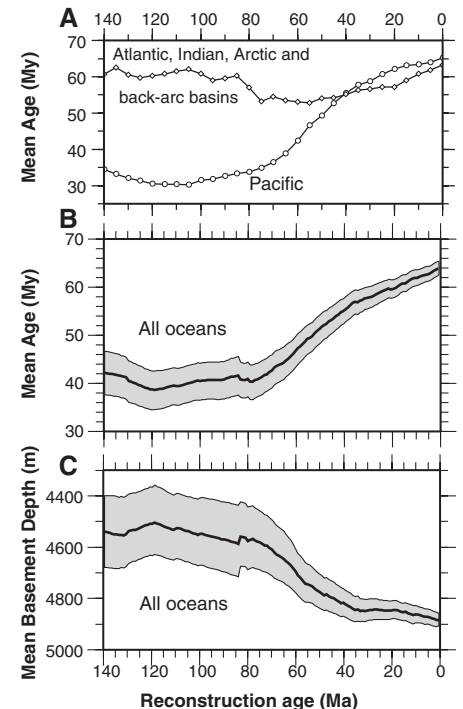 A
140 120 100 80 60 40 20 0
70
60
50
40
30
Mean Age (My)
Atlantic, Indian, Arctic and
back-arc basins
Pacific
B
70
60
50
40
30
Mean Age (My)
All oceans
C
4400
4600
4800
5000
Mean Basement Depth (m)
All oceans
140 120 100 80 60 40 20 0
Reconstruction age (Ma)